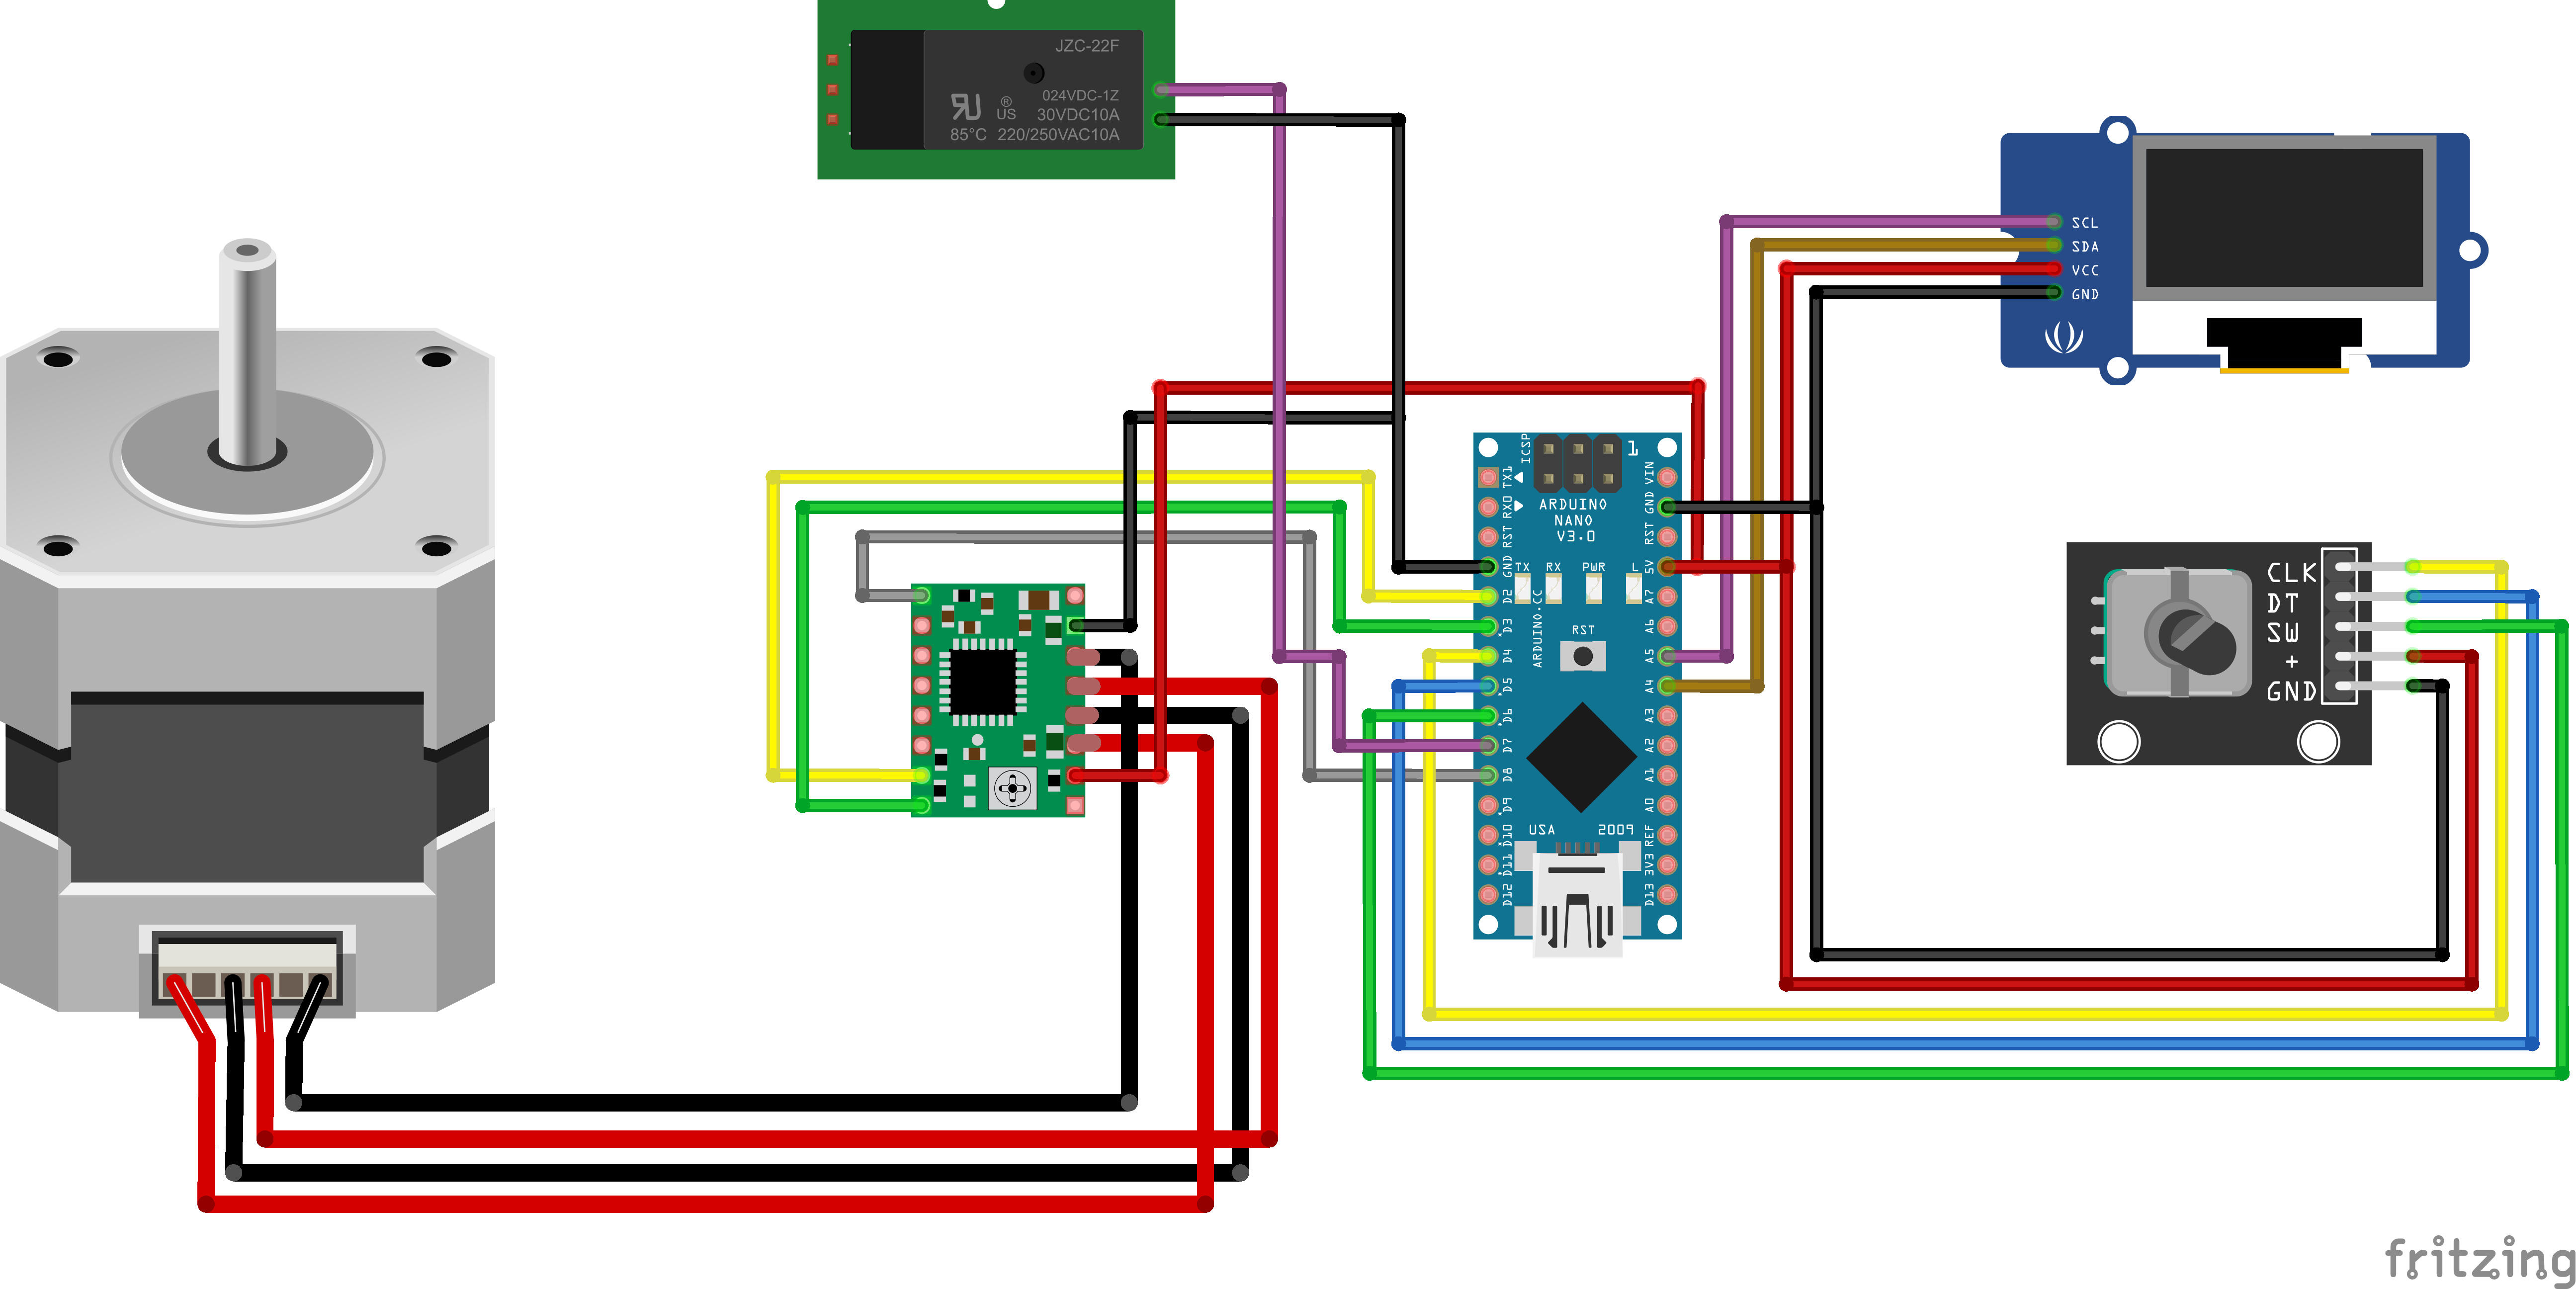 JZC-22F
024VDC-1Z
® US 30VDC10A
85°C 220/250VAC10A
SCL
SDA
VCC
GND
ICSP
1
TX1
RX0
RST
GND
D2
D3
D4
D5
D6
D7
D8
D9
D10
D11
D12
VIN
GND
RST
5V
A7
A6
A5
A4
A3
A2
A1
A0
REF
3V3
D13
ARDUINO
NANO
V3.0
TX RX PWR L
ARDUINO.CC
RST
USA 2009
CLK
DT
SW
+
GND
fritzing